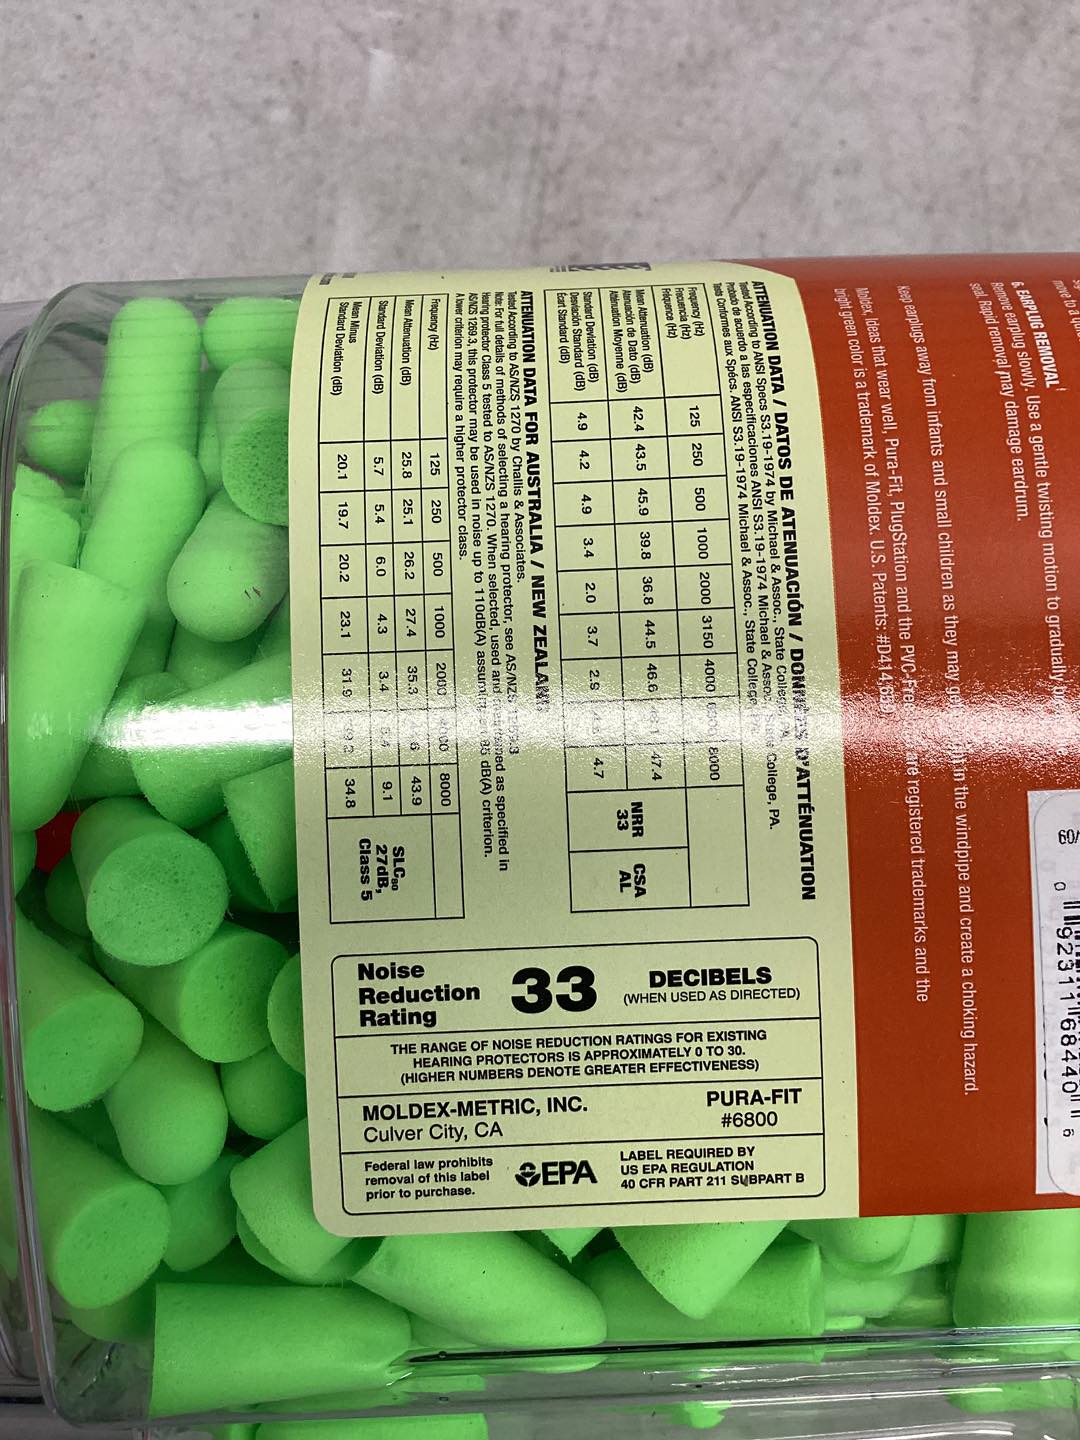 move to a
6. EARPLUG REMOVAL
Remove earplug slowly. Use a gentle twisting motion to gradually
seal. Rapid removal may damage eardrum.
Keep earplugs away from infants and small children as they may in the windpipe and create a choking hazard.
Moldex, Ideas that wear well, Pura-Fit, PlugStation and the are registered trademarks and the
bright green color is a trademark of Moldex. U.S. Patents:
ATTENUATION DATA / DATOS DE ATENUACIÓN / DONNÉES D'ATTÉNUATION
Tested According to ANSI Specs S3.19-1974 by Michael & Assoc., State College, PA.
Probado de acuerdo a las especificaciones ANSI S3.19-1974 Michael & Assoc., State College, PA.
Tests Conformes aux Spécs. ANSI S3.19-1974 Michael & Assoc., State College, PA.
Frequency (Hz)
Frecuencia (Hz)
Fréquence (Hz)
125 250 500 1000 2000 3150 4000 8000
Mean Attenuation (dB)
Atenuación de Dato (dB)
Atténuation Moyenne (dB)
42.4 43.5 45.9 39.8 36.8 44.5 46.6 47.4
Standard Deviation (dB)
Desviación Standard (dB)
Écart Standard (dB)
4.9 4.2 4.9 3.4 2.0 3.7 2.9 4.7
NRR
33
CSA
AL
ATTENUATION DATA FOR AUSTRALIA / NEW ZEALAND
Tested According to AS/NZS 1270 by Challis & Associates.
Note: For full details of methods of selecting a hearing protector, see AS/NZS 1269.3
Hearing protector Class 5 tested to AS/NZS 1270. When selected, used and maintained as specified in
AS/NZS 1269.3, this protector may be used in noise up to 110dB(A) assuming 85 dB(A) criterion.
A lower criterion may require a higher protector class.
Frequency (Hz) 125 250 500 1000 2000 8000
Mean Attenuation (dB) 25.8 25.1 26.2 27.4 35.3 43.9
Standard Deviation (dB) 5.7 5.4 6.0 4.3 3.4 5.4 9.1
Mean Minus
Standard Deviation (dB)
20.1 19.7 20.2 23.1 31.9 34.8
SLC80
27dB,
Class 5
Noise
Reduction
Rating
33
DECIBELS
(WHEN USED AS DIRECTED)
THE RANGE OF NOISE REDUCTION RATINGS FOR EXISTING
HEARING PROTECTORS IS APPROXIMATELY 0 TO 30.
(HIGHER NUMBERS DENOTE GREATER EFFECTIVENESS)
MOLDEX-METRIC, INC.
Culver City, CA
PURA-FIT
#6800
Federal law prohibits
removal of this label
prior to purchase.
EPA
LABEL REQUIRED BY
US EPA REGULATION
40 CFR PART 211 SUBPART B
0 92311 68440 6